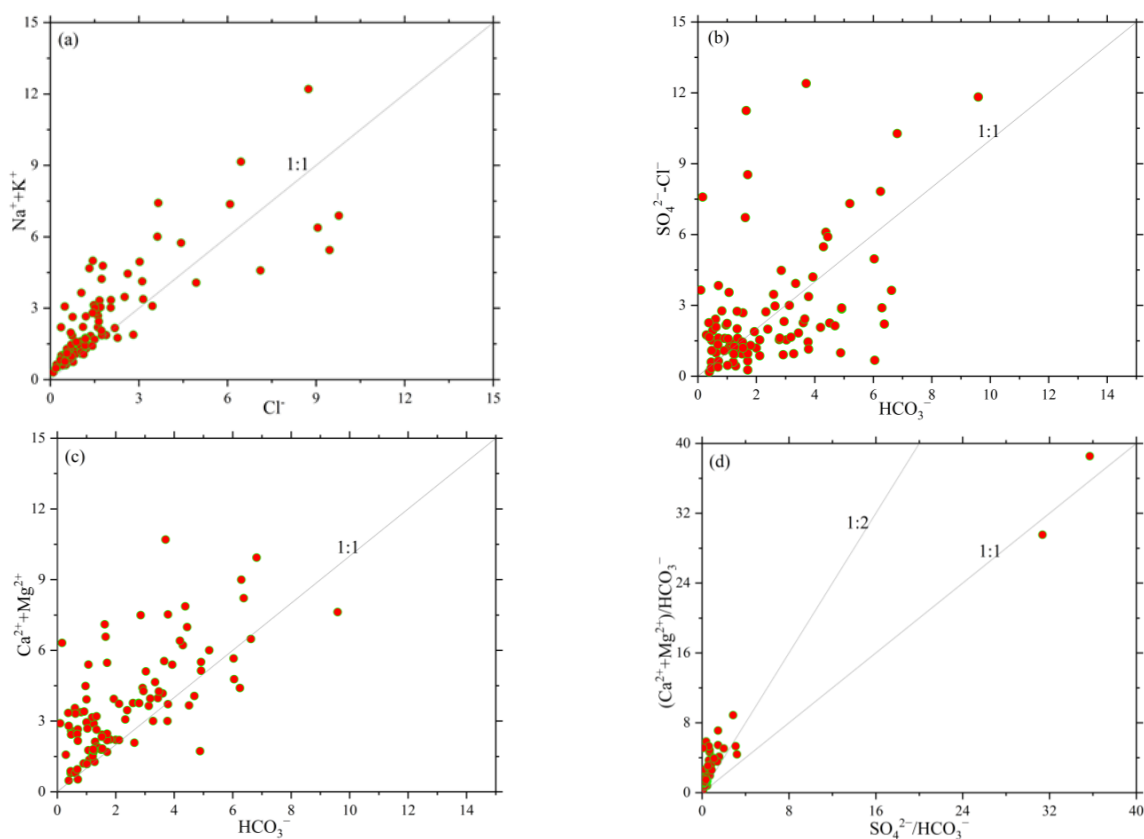 (a)
15
12
9
6
3
0
Na⁺+K⁺
1:1
0 3 6 9 12 15
Cl⁻
(b)
15
12
9
6
3
0
SO₄²⁻-Cl⁻
1:1
0 2 4 6 8 10 12 14
HCO₃⁻
(c)
15
12
9
6
3
0
Ca²⁺+Mg²⁺
1:1
0 2 4 6 8 10 12 14
HCO₃⁻
(d)
40
32
24
16
8
0
(Ca²⁺+Mg²⁺)/HCO₃⁻
1:2
1:1
0 8 16 24 32 40
SO₄²⁻/HCO₃⁻